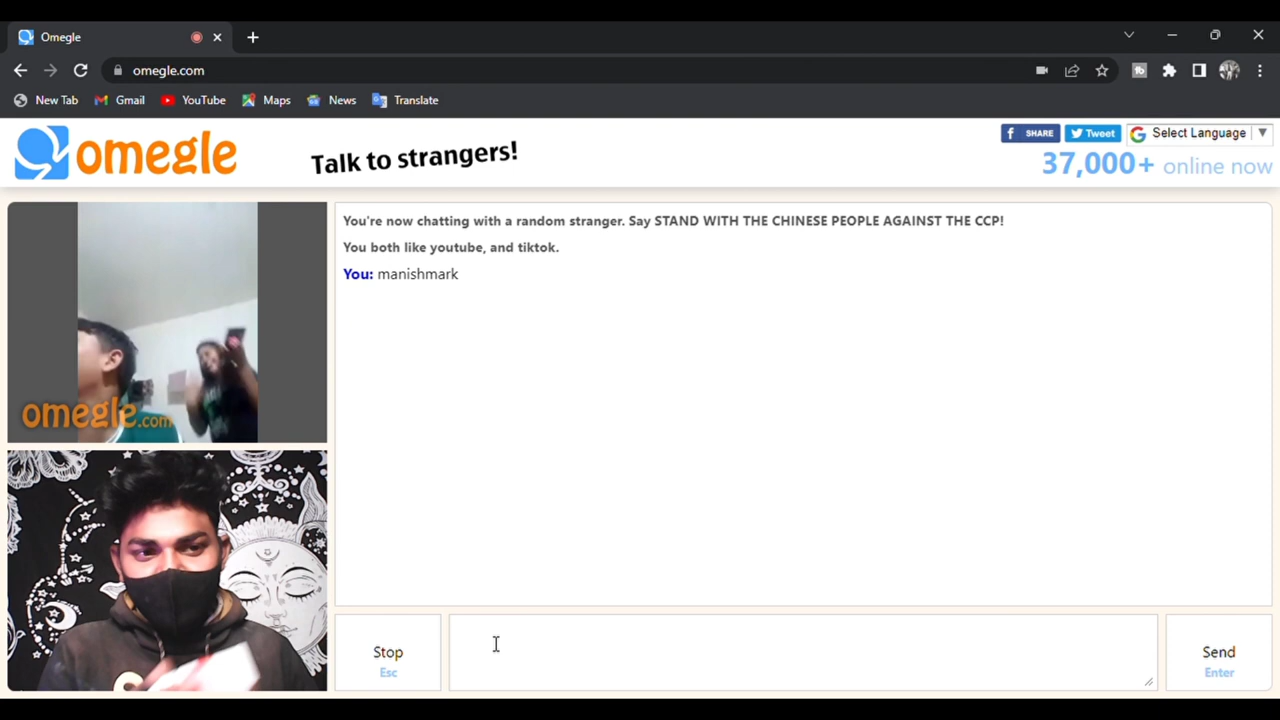 Omegle
omegle.com
New Tab
Gmail
YouTube
Maps
News
Translate
omegle
Talk to strangers!
f SHARE
Tweet
G Select Language ▼
37,000+ online now
You're now chatting with a random stranger. Say STAND WITH THE CHINESE PEOPLE AGAINST THE CCP!
You both like youtube, and tiktok.
You: manishmark
omegle.com
Stop
Esc
Send
Enter